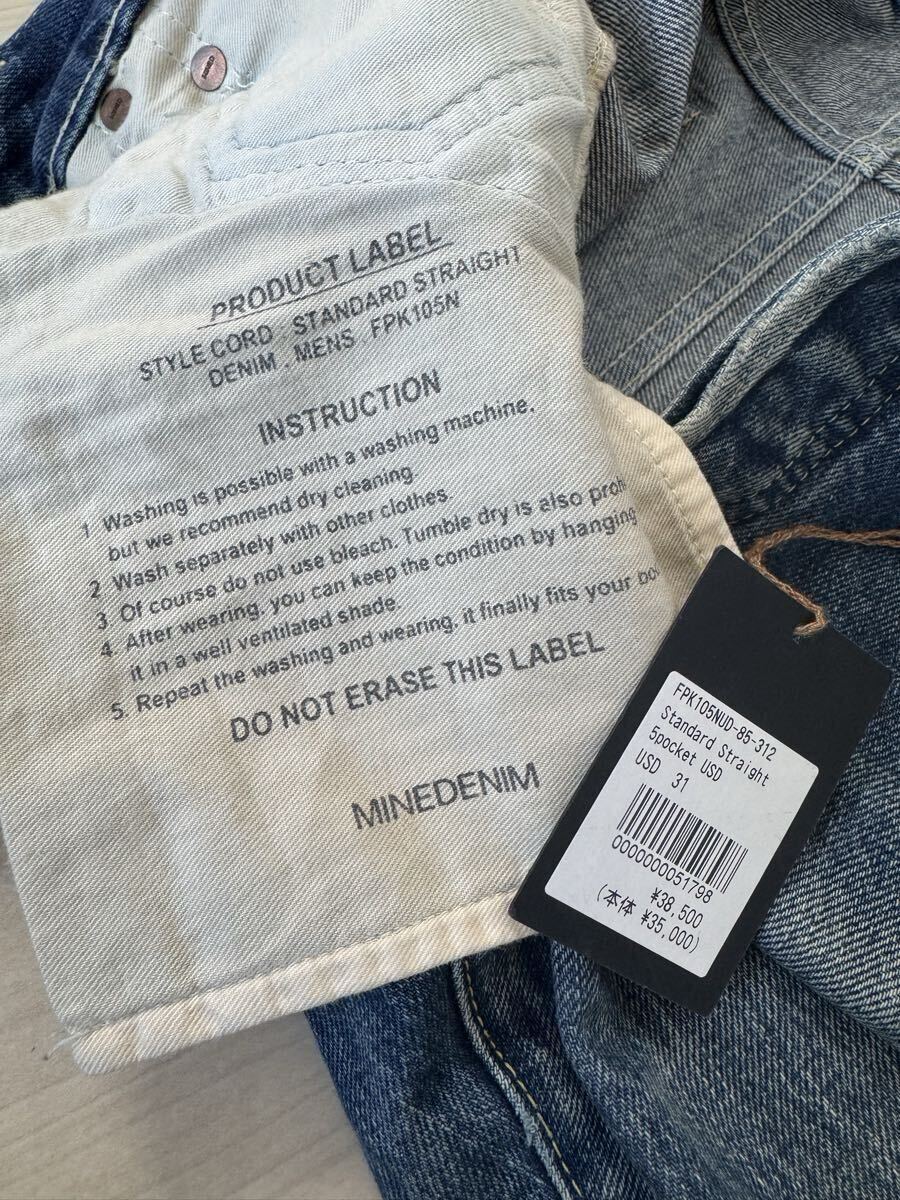 PRODUCT LABEL
STYLE CORD : STANDARD STRAIGHT
DENIM . MENS FPK105N
INSTRUCTION
1 Washing is possible with a washing machine,
but we recommend dry cleaning.
2 Wash separately with other clothes.
3. Of course do not use bleach. Tumble dry is also
4. After wearing, you can keep the condition by hanging
it in a well ventilated shade.
5. Repeat the washing and wearing, it finally fits your
DO NOT ERASE THIS LABEL
MINEDENIM
FPK105NUD-85-312
Standard Straight
5pocket USD
USD 31
0000000051798
¥38,500
(本体 ¥35,000)